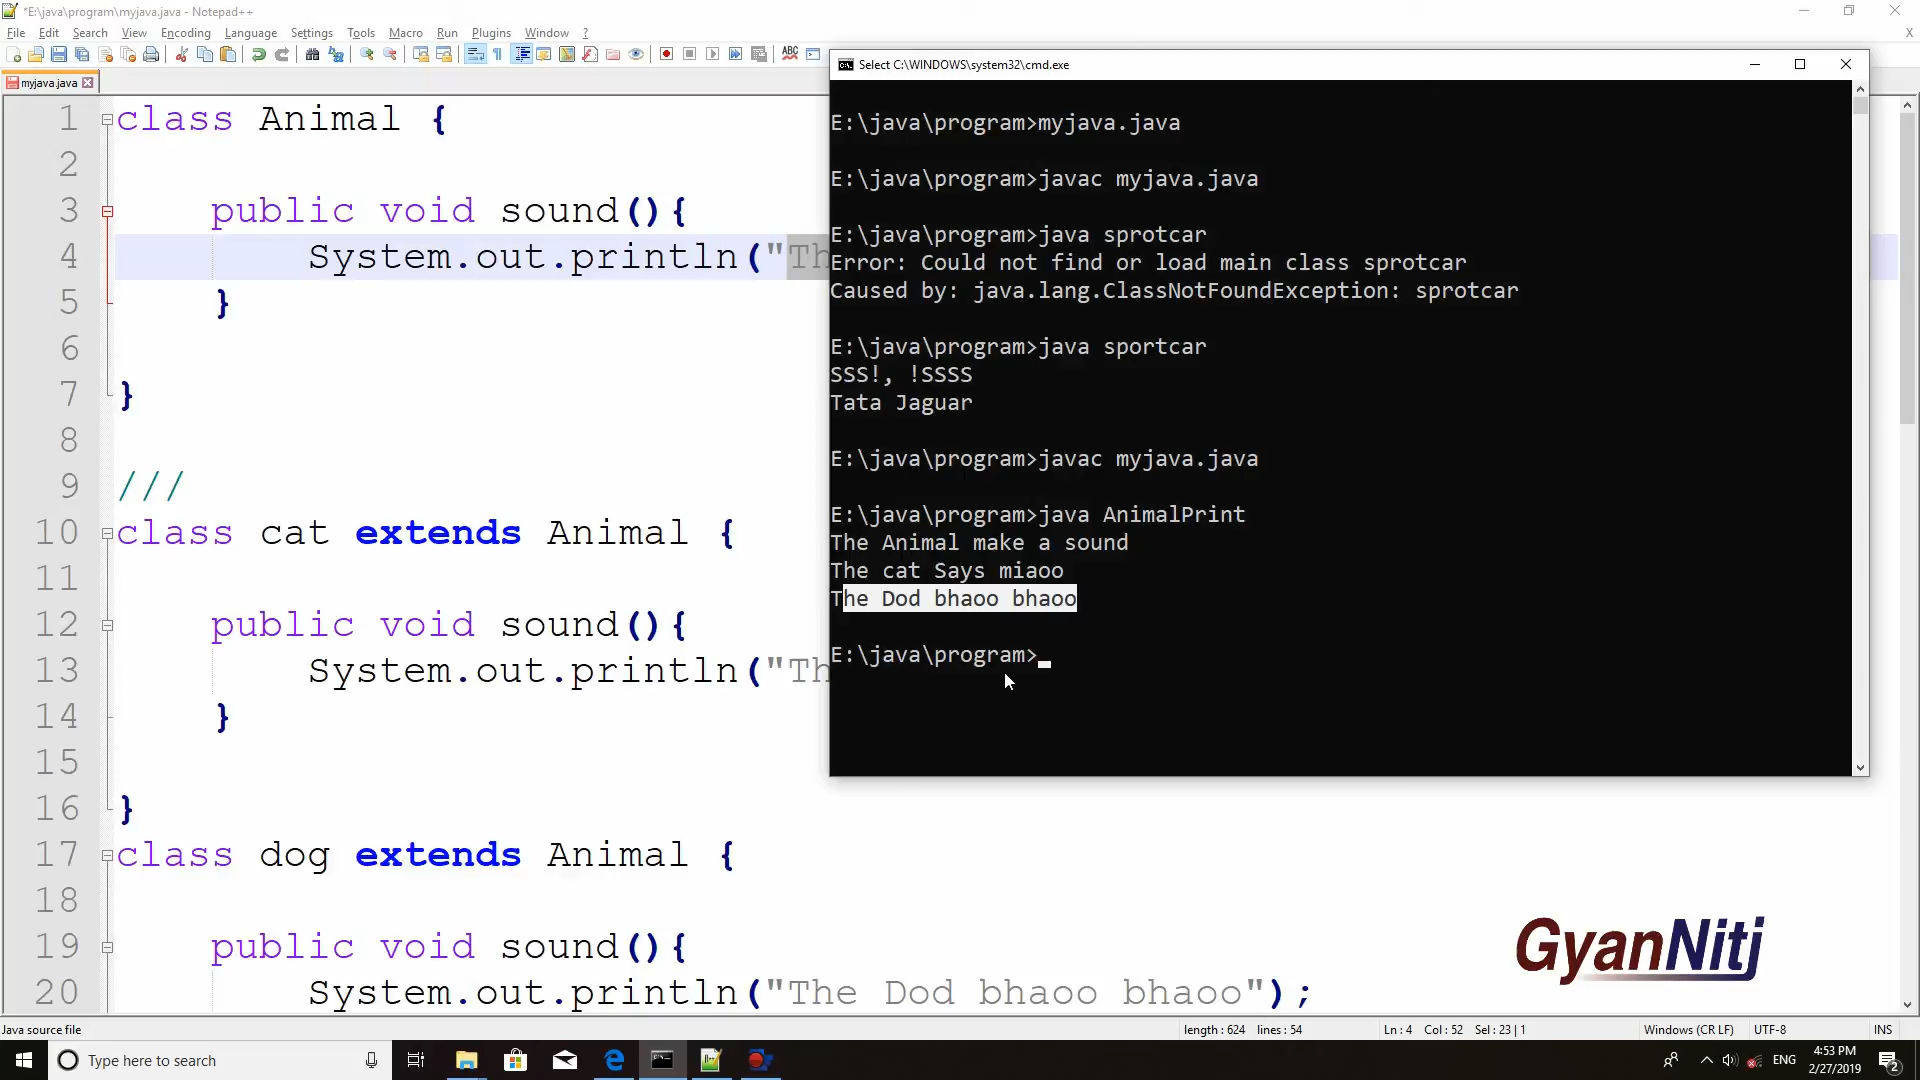 *E:\java\program\myjava.java - Notepad++
File Edit Search View Encoding Language Settings Tools Macro Run Plugins Window ? X
ABC
myjava.java
1 class Animal {
2
3 public void sound(){
4 System.out.println("Th
5 }
6
7 }
8
9 ///
10 class cat extends Animal {
11
12 public void sound(){
13 System.out.println("Th
14 }
15
16 }
17 class dog extends Animal {
18
19 public void sound(){
20 System.out.println("The Dod bhaoo bhaoo");
Select C:\WINDOWS\system32\cmd.exe
E:\java\program>myjava.java
E:\java\program>javac myjava.java
E:\java\program>java sprotcar
Error: Could not find or load main class sprotcar
Caused by: java.lang.ClassNotFoundException: sprotcar
E:\java\program>java sportcar
SSS!, !SSSS
Tata Jaguar
E:\java\program>javac myjava.java
E:\java\program>java AnimalPrint
The Animal make a sound
The cat Says miaoo
The Dod bhaoo bhaoo
E:\java\program>
GyanNiti
Java source file length : 624 lines : 54 Ln : 4 Col : 52 Sel : 23 | 1 Windows (CR LF) UTF-8 INS
Type here to search ENG 4:53 PM
2/27/2019 2